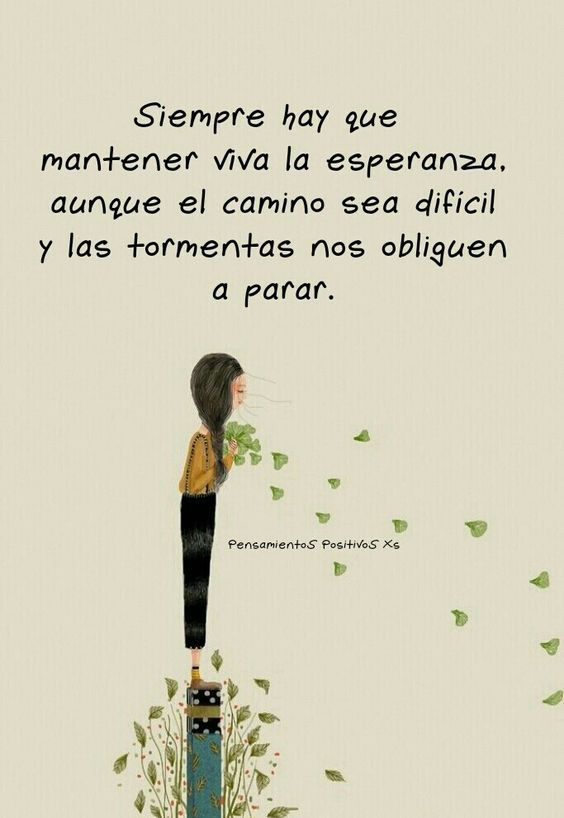 Siempre hay que
mantener viva la esperanza,
aunque el camino sea difícil
y las tormentas nos obliguen
a parar.
PensamientoS PositivoS Xs